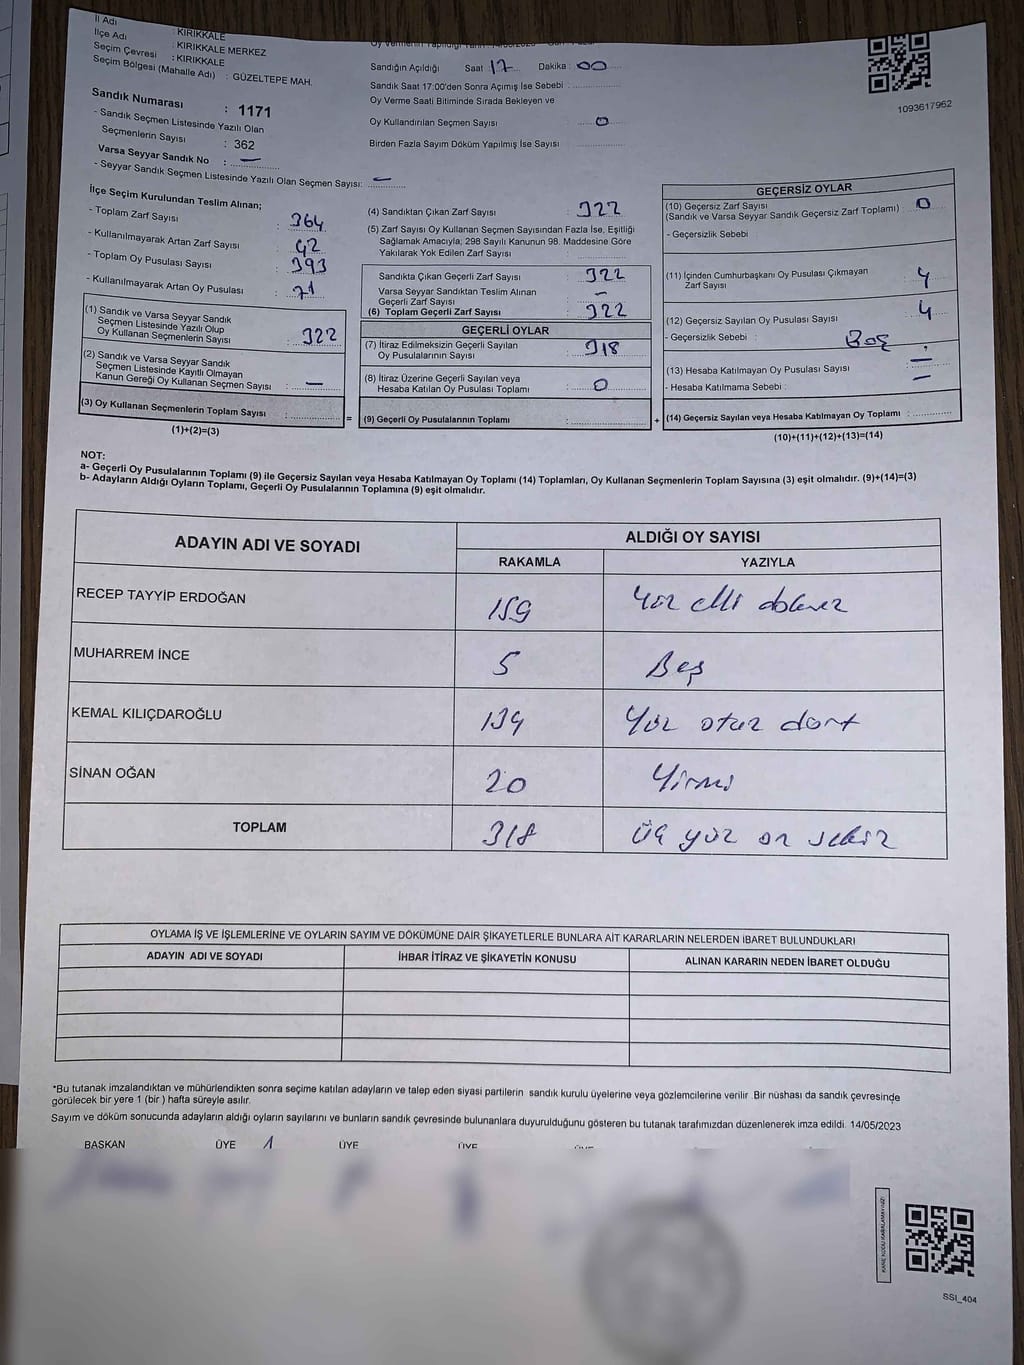 İl Adı : KIRIKKALE
İlçe Adı : KIRIKKALE MERKEZ
Seçim Çevresi : KIRIKKALE
Seçim Bölgesi (Mahalle Adı) : GÜZELTEPE MAH.
Sandık Numarası : 1171
- Sandık Seçmen Listesinde Yazılı Olan
Seçmenlerin Sayısı : 362
Varsa Seyyar Sandık No : —
- Seyyar Sandık Seçmen Listesinde Yazılı Olan Seçmen Sayısı: —
Sandığın Açıldığı Saat 17 Dakika : 00
Sandık Saat 17.00'den Sonra Açımış İse Sebebi :
Oy Verme Saati Bitiminde Sırada Bekleyen ve
Oy Kullandırılan Seçmen Sayısı : 0
Birden Fazla Sayım Döküm Yapılmış İse Sayısı
1093617962
İlçe Seçim Kurulundan Teslim Alınan;
- Toplam Zarf Sayısı : 364
- Kullanılmayarak Artan Zarf Sayısı : 42
- Toplam Oy Pusulası Sayısı : 393
- Kullanılmayarak Artan Oy Pusulası : 71
(1) Sandık ve Varsa Seyyar Sandık
Seçmen Listesinde Yazılı Olup
Oy Kullanan Seçmenlerin Sayısı : 322
(2) Sandık ve Varsa Seyyar Sandık
Seçmen Listesinde Kayıtlı Olmayan
Kanun Gereği Oy Kullanan Seçmen Sayısı : —
(3) Oy Kullanan Seçmenlerin Toplam Sayısı :
(1)+(2)=(3)
(4) Sandıktan Çıkan Zarf Sayısı : 322
(5) Zarf Sayısı Oy Kullanan Seçmen Sayısından Fazla İse, Eşitliği
Sağlamak Amacıyla; 298 Sayılı Kanunun 98. Maddesine Göre
Yakılarak Yok Edilen Zarf Sayısı :
Sandıkta Çıkan Geçerli Zarf Sayısı : 322
Varsa Seyyar Sandıktan Teslim Alınan
Geçerli Zarf Sayısı : —
(6) Toplam Geçerli Zarf Sayısı : 322
GEÇERLİ OYLAR
(7) İtiraz Edilmeksizin Geçerli Sayılan
Oy Pusulalarının Sayısı : 318
(8) İtiraz Üzerine Geçerli Sayılan veya
Hesaba Katılan Oy Pusulası Toplamı : 0
= (9) Geçerli Oy Pusulalarının Toplamı :
GEÇERSİZ OYLAR
(10) Geçersiz Zarf Sayısı
(Sandık ve Varsa Seyyar Sandık Geçersiz Zarf Toplamı) : 0
- Geçersizlik Sebebi :
(11) İçinden Cumhurbaşkanı Oy Pusulası Çıkmayan
Zarf Sayısı : 4
(12) Geçersiz Sayılan Oy Pusulası Sayısı : 4
- Geçersizlik Sebebi : Boş
(13) Hesaba Katılmayan Oy Pusulası Sayısı : —
- Hesaba Katılmama Sebebi : —
+ (14) Geçersiz Sayılan veya Hesaba Katılmayan Oy Toplamı :
(10)+(11)+(12)+(13)=(14)
NOT:
a- Geçerli Oy Pusulalarının Toplamı (9) ile Geçersiz Sayılan veya Hesaba Katılmayan Oy Toplamı (14) Toplamları, Oy Kullanan Seçmenlerin Toplam Sayısına (3) eşit olmalıdır. (9)+(14)=(3)
b- Adayların Aldığı Oyların Toplamı, Geçerli Oy Pusulalarının Toplamına (9) eşit olmalıdır.
ADAYIN ADI VE SOYADI ALDIĞI OY SAYISI
RAKAMLA YAZIYLA
RECEP TAYYİP ERDOĞAN 159 Yüz elli dokuz
MUHARREM İNCE 5 Beş
KEMAL KILIÇDAROĞLU 134 Yüz otuz dört
SİNAN OĞAN 20 Yirmi
TOPLAM 318 Üç yüz on sekiz
OYLAMA İŞ VE İŞLEMLERİNE VE OYLARIN SAYIM VE DÖKÜMÜNE DAİR ŞİKAYETLERLE BUNLARA AİT KARARLARIN NELERDEN İBARET BULUNDUKLARI
ADAYIN ADI VE SOYADI İHBAR İTİRAZ VE ŞİKAYETİN KONUSU ALINAN KARARIN NEDEN İBARET OLDUĞU
*Bu tutanak imzalandıktan ve mühürlendikten sonra seçime katılan adayların ve talep eden siyasi partilerin sandık kurulu üyelerine veya gözlemcilerine verilir. Bir nüshası da sandık çevresinde
görülecek bir yere 1 (bir ) hafta süreyle asılır.
Sayım ve döküm sonucunda adayların aldığı oyların sayılarını ve bunların sandık çevresinde bulunanlara duyurulduğunu gösteren bu tutanak tarafımızdan düzenlenerek imza edildi. 14/05/2023
BAŞKAN ÜYE ÜYE ÜYE
SSI_404